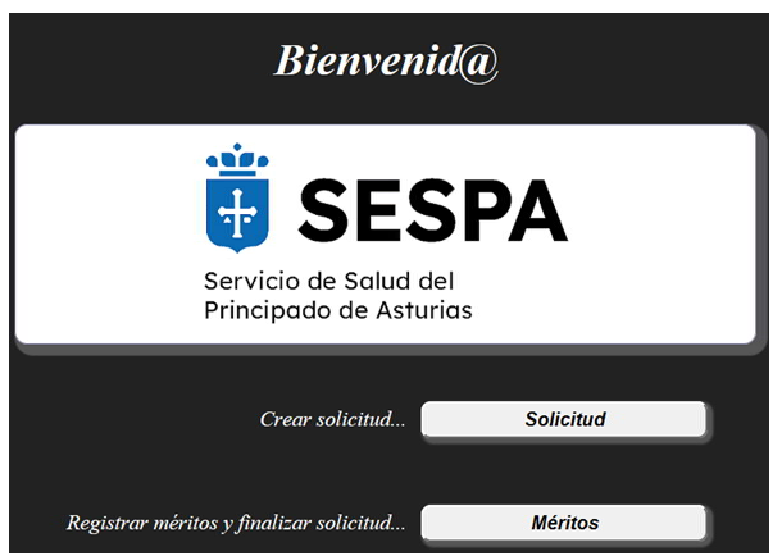 Bienvenid@
SESPA
Servicio de Salud del
Principado de Asturias
Crear solicitud... Solicitud
Registrar méritos y finalizar solicitud... Méritos